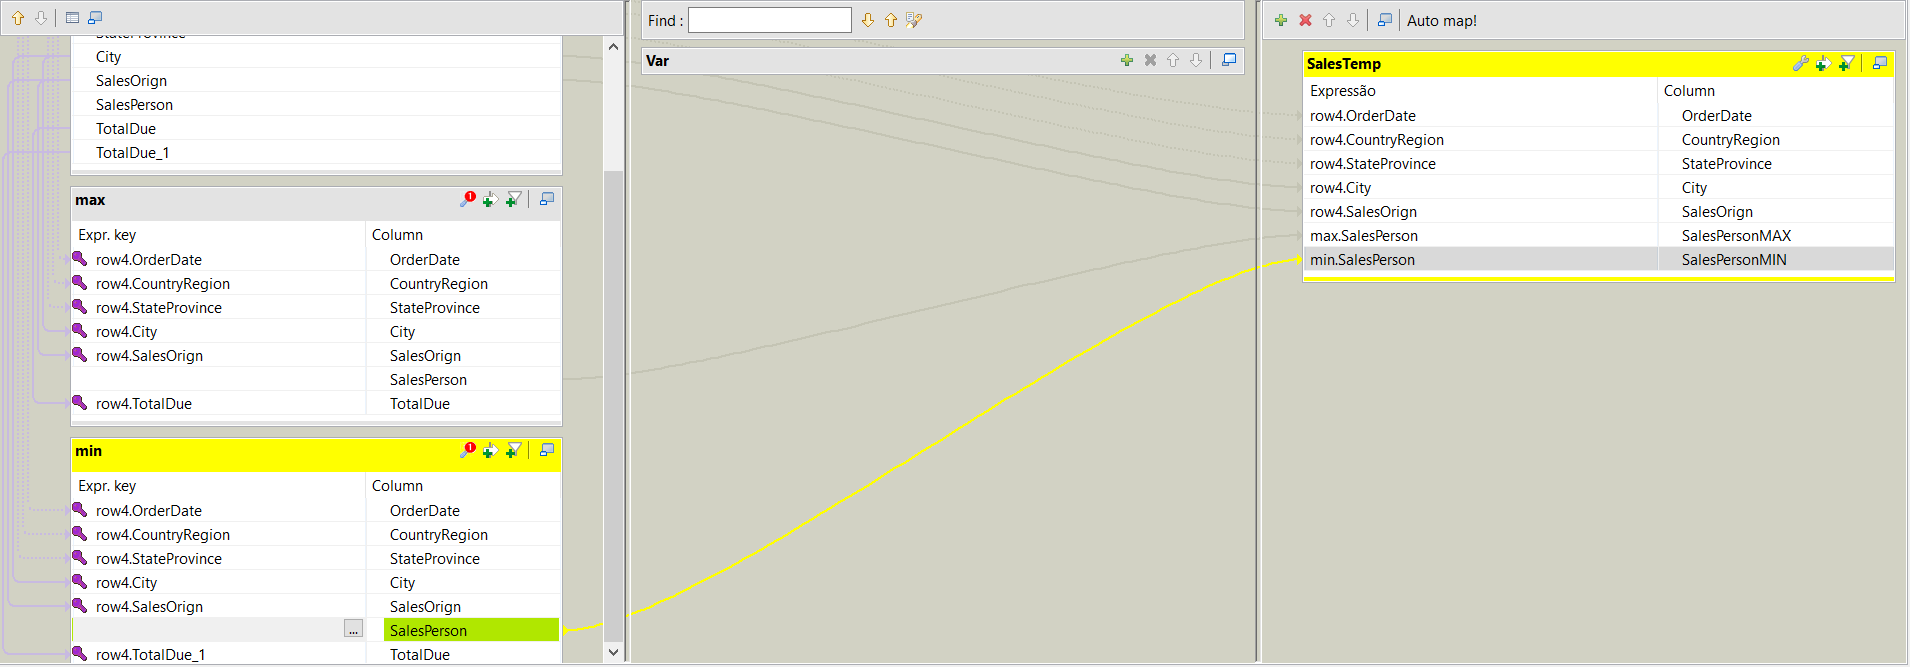 StateProvince
City
SalesOrign
SalesPerson
TotalDue
TotalDue_1
max
Expr. key Column
row4.OrderDate OrderDate
row4.CountryRegion CountryRegion
row4.StateProvince StateProvince
row4.City City
row4.SalesOrign SalesOrign
SalesPerson
row4.TotalDue TotalDue
min
Expr. key Column
row4.OrderDate OrderDate
row4.CountryRegion CountryRegion
row4.StateProvince StateProvince
row4.City City
row4.SalesOrign SalesOrign
... SalesPerson
row4.TotalDue_1 TotalDue
Find :
Var
Auto map!
SalesTemp
Expressão Column
row4.OrderDate OrderDate
row4.CountryRegion CountryRegion
row4.StateProvince StateProvince
row4.City City
row4.SalesOrign SalesOrign
max.SalesPerson SalesPersonMAX
min.SalesPerson SalesPersonMIN